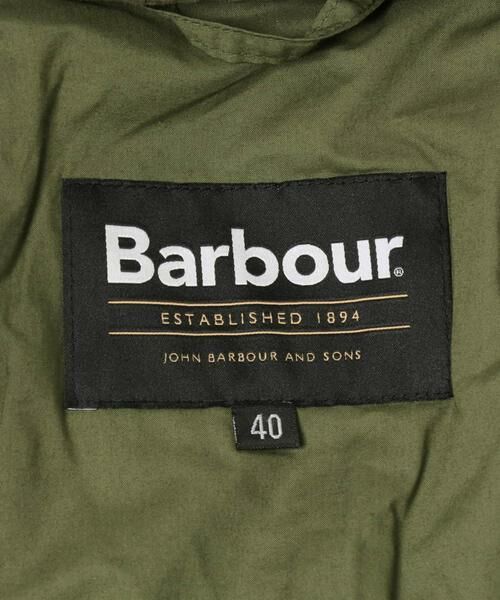 Barbour®
ESTABLISHED 1894
JOHN BARBOUR AND SONS
40